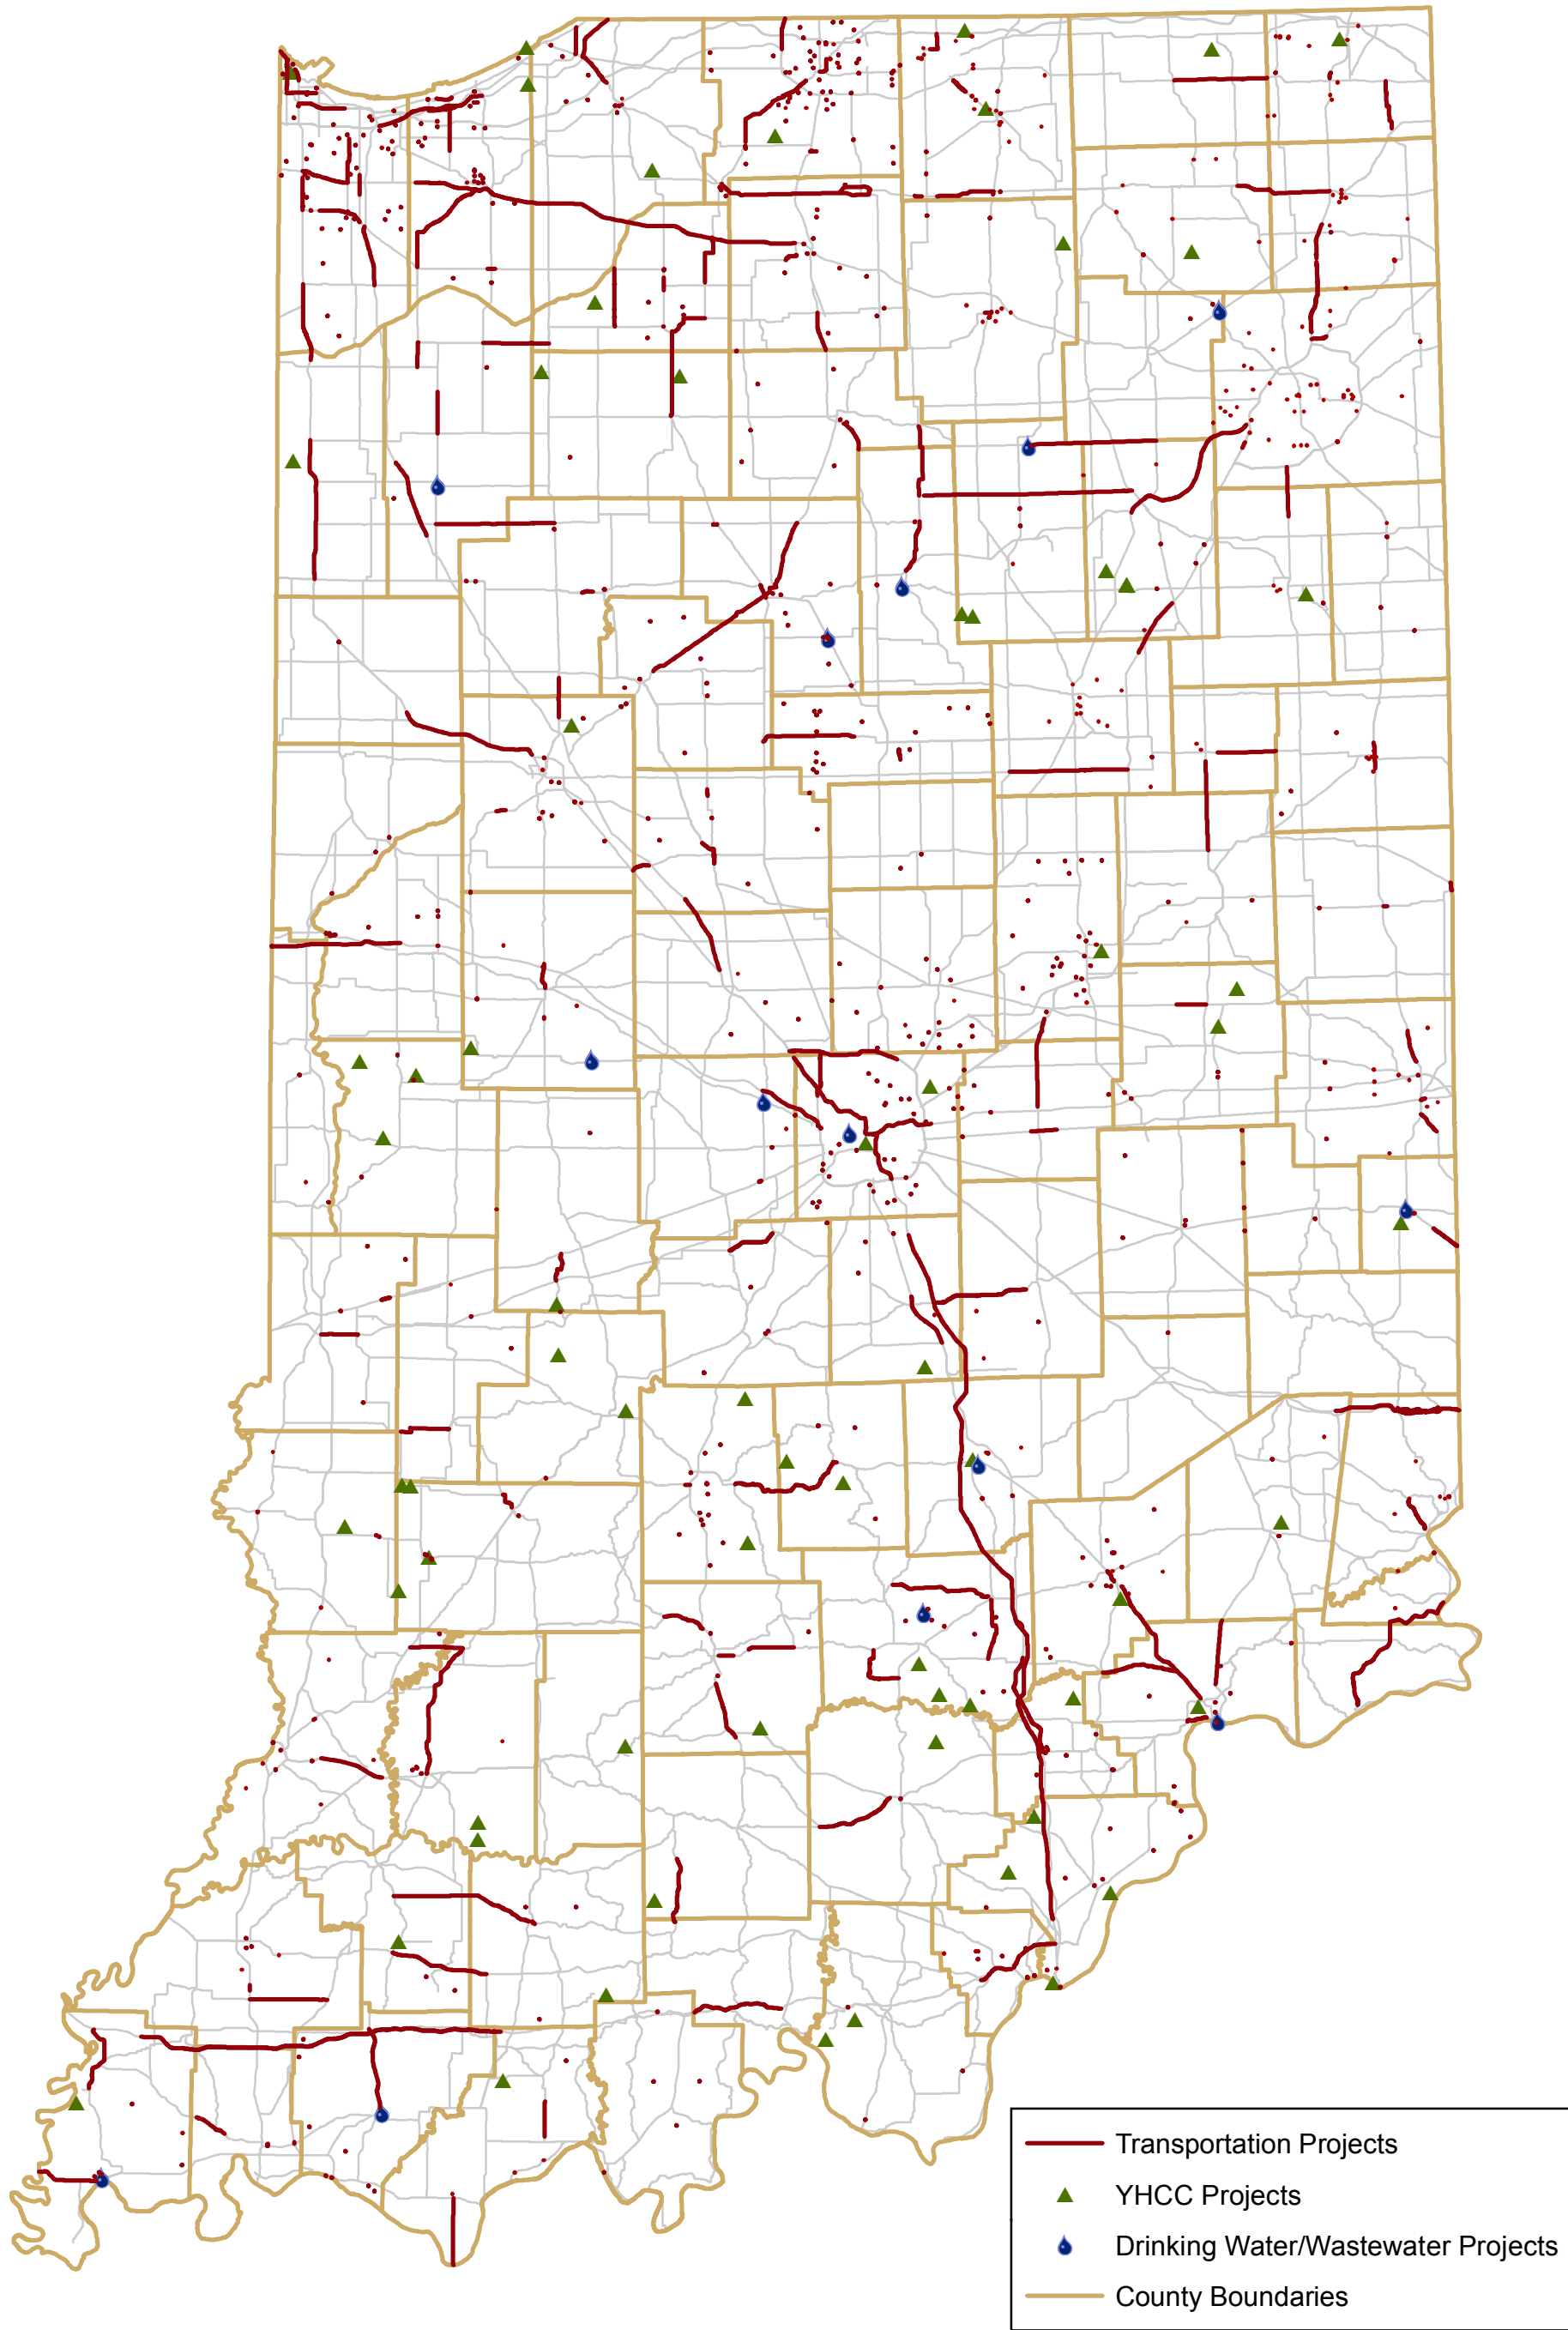 Transportation Projects
YHCC Projects
Drinking Water/Wastewater Projects
County Boundaries